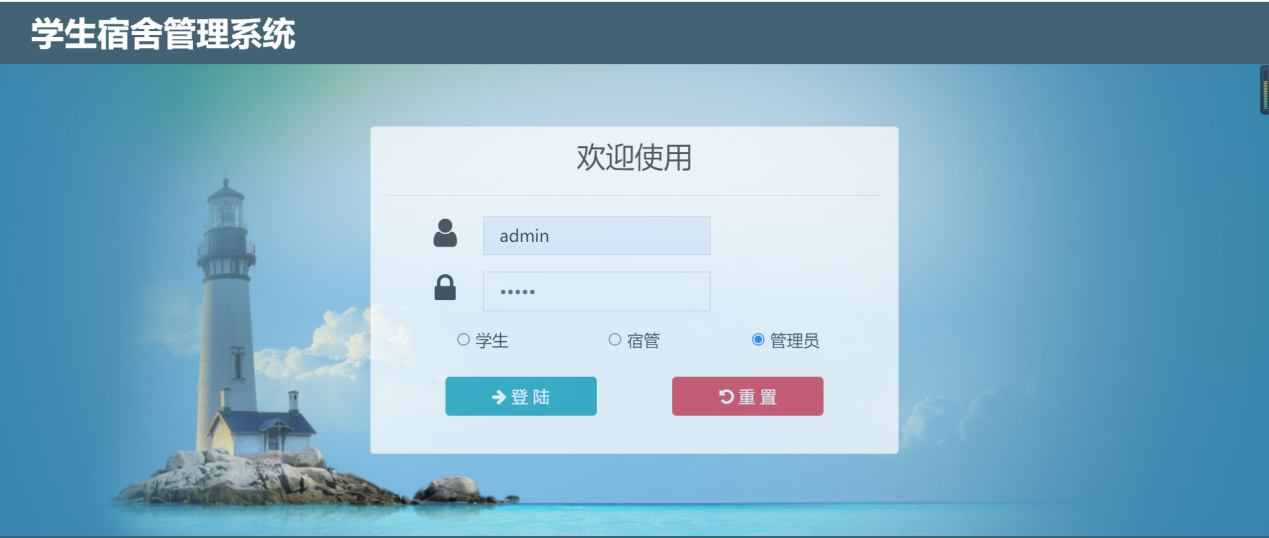 学生宿舍管理系统
欢迎使用
admin
•••••
学生 宿管 管理员
登 陆 重 置